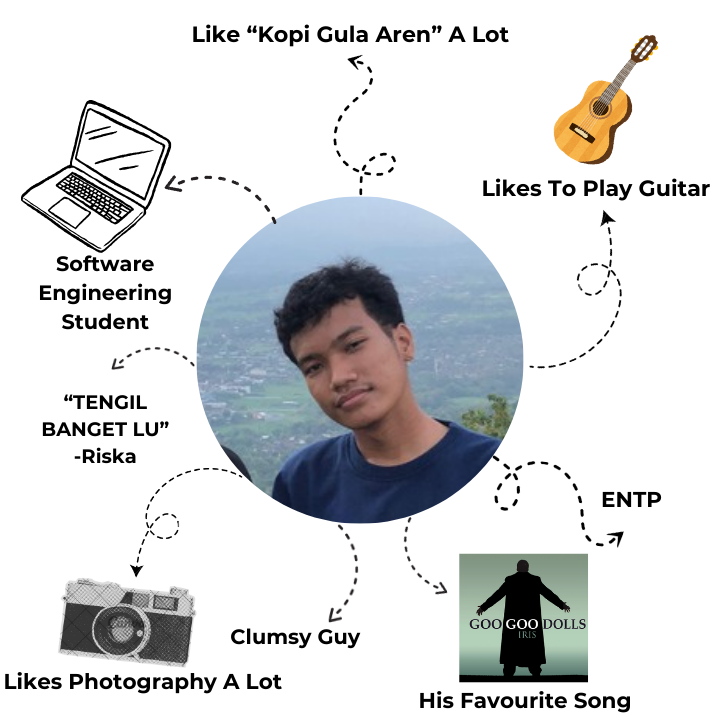 Like “Kopi Gula Aren” A Lot
Likes To Play Guitar
Software
Engineering
Student
“TENGIL
BANGET LU”
-Riska
ENTP
GOO GOO DOLLS
IRIS
Clumsy Guy
Likes Photography A Lot
His Favourite Song